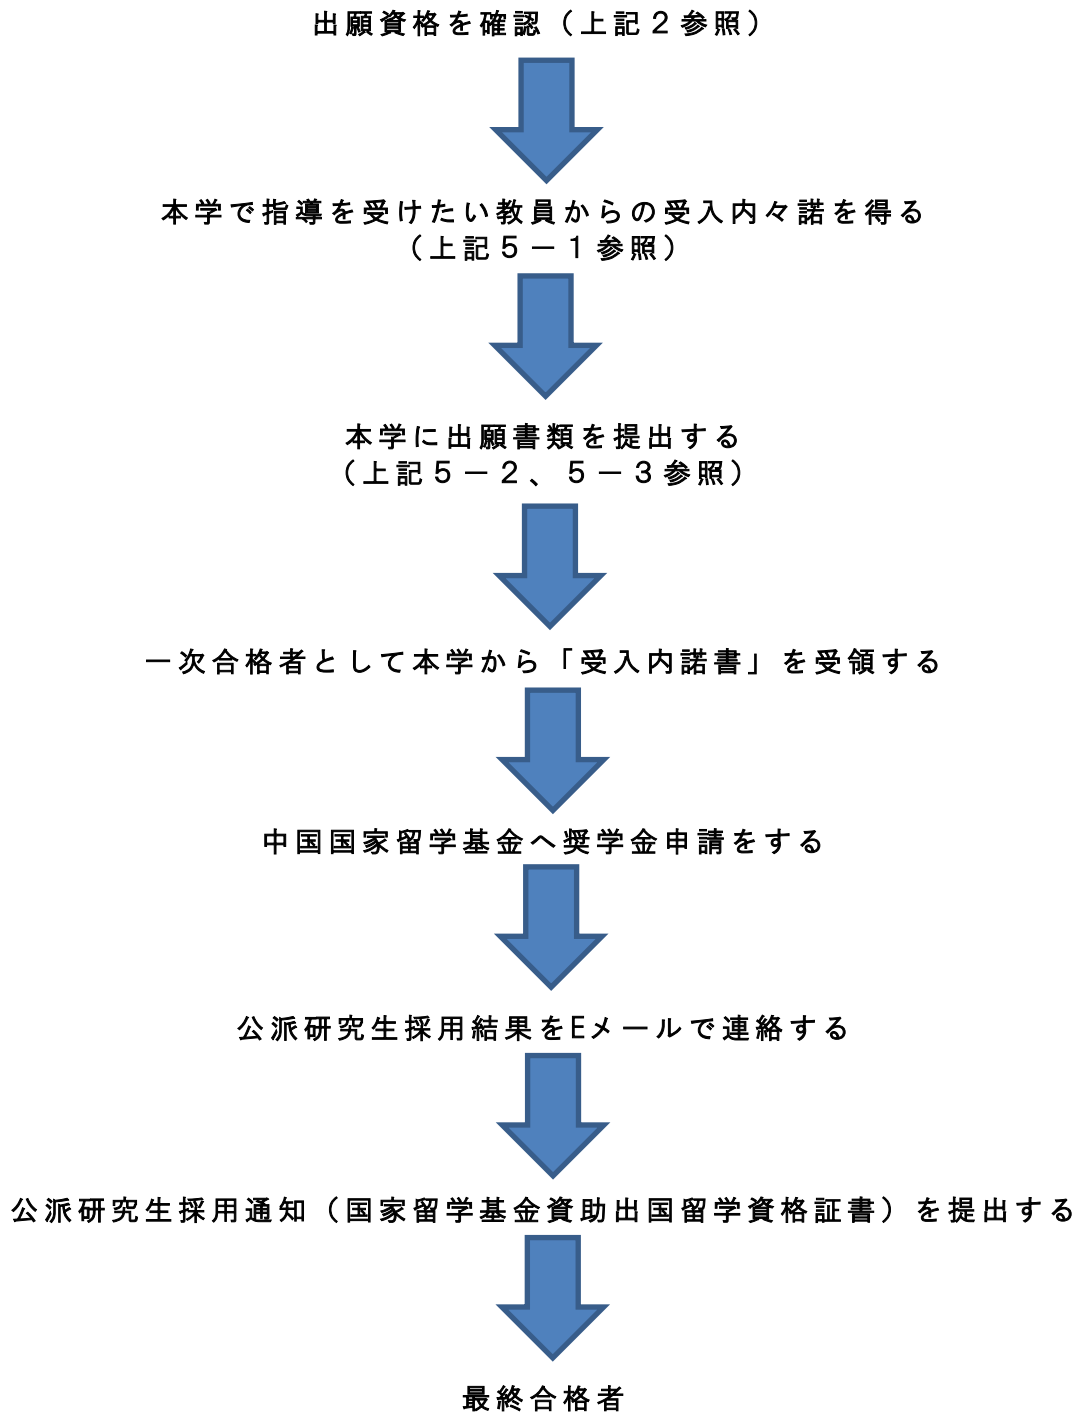 出願資格を確認（上記２参照）
本学で指導を受けたい教員からの受入内々諾を得る
（上記５－１参照）
本学に出願書類を提出する
（上記５－２、５－３参照）
一次合格者として本学から「受入内諾書」を受領する
中国国家留学基金へ奨学金申請をする
公派研究生採用結果をEメールで連絡する
公派研究生採用通知（国家留学基金資助出国留学資格証書）を提出する
最終合格者